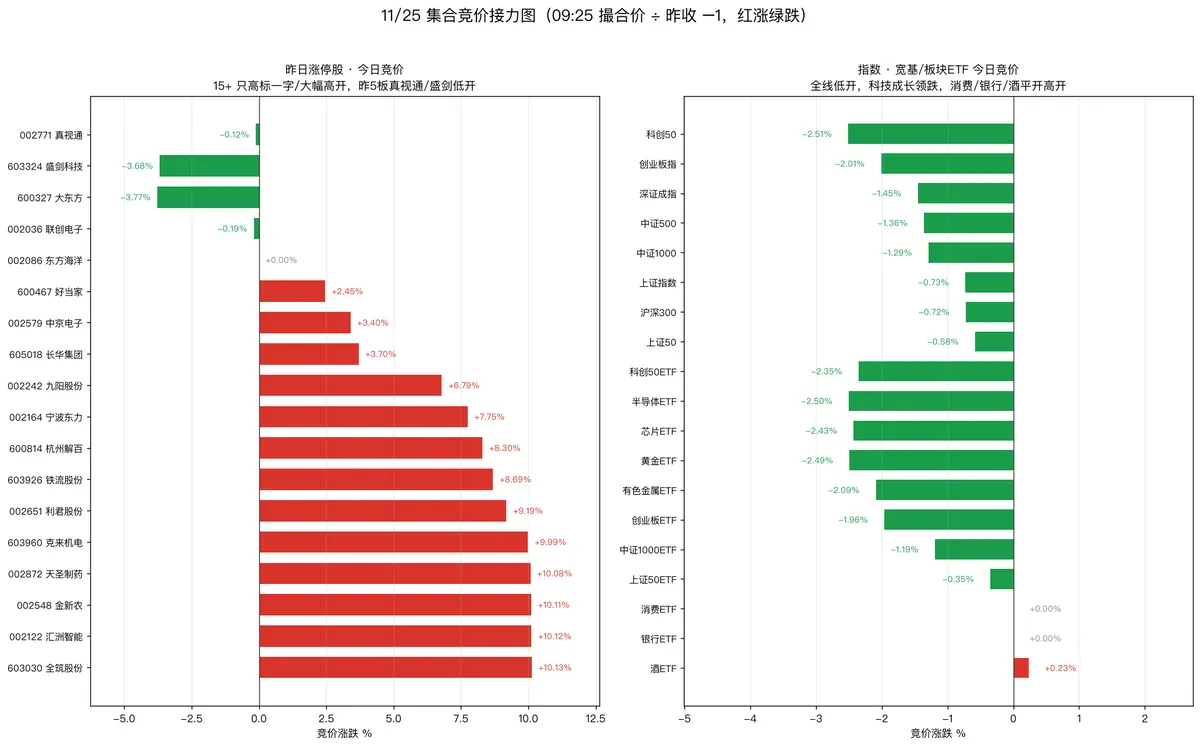 11/25 集合竞价接力图（09:25 撮合价 ÷ 昨收 −1，红涨绿跌）
昨日涨停股 · 今日竞价
15+ 只高标一字/大幅高开，昨5板真视通/盛剑低开
002771 真视通 −0.12%
603324 盛剑科技 −3.68%
600327 大东方 −3.77%
002036 联创电子 −0.19%
002086 东方海洋 +0.00%
600467 好当家 +2.45%
002579 中京电子 +3.40%
605018 长华集团 +3.70%
002242 九阳股份 +6.79%
002164 宁波东力 +7.75%
600814 杭州解百 +8.30%
603926 铁流股份 +8.69%
002651 利君股份 +9.19%
603960 克来机电 +9.99%
002872 天圣制药 +10.08%
002548 金新农 +10.11%
002122 汇洲智能 +10.12%
603030 全筑股份 +10.13%
−5.0 −2.5 0.0 2.5 5.0 7.5 10.0 12.5
竞价涨跌 %
指数 · 宽基/板块ETF 今日竞价
全线低开，科技成长领跌，消费/银行/酒平开高开
科创50 −2.51%
创业板指 −2.01%
深证成指 −1.45%
中证500 −1.36%
中证1000 −1.29%
上证指数 −0.73%
沪深300 −0.72%
上证50 −0.58%
科创50ETF −2.35%
半导体ETF −2.50%
芯片ETF −2.43%
黄金ETF −2.49%
有色金属ETF −2.09%
创业板ETF −1.96%
中证1000ETF −1.19%
上证50ETF −0.35%
消费ETF +0.00%
银行ETF +0.00%
酒ETF +0.23%
−5 −4 −3 −2 −1 0 1 2
竞价涨跌 %